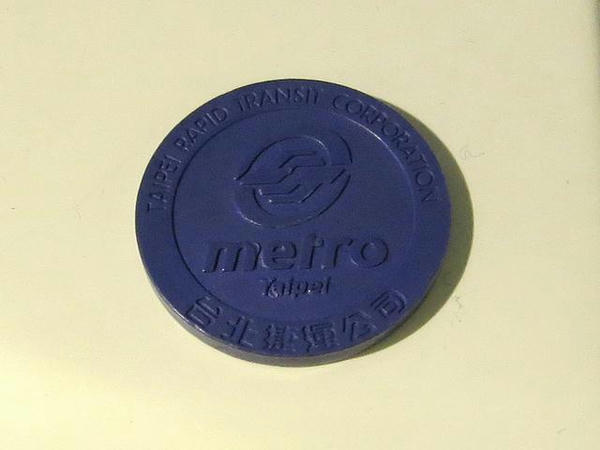 TAIPEI RAPID TRANSIT CORPORATION
metro
Taipei
台北捷運公司